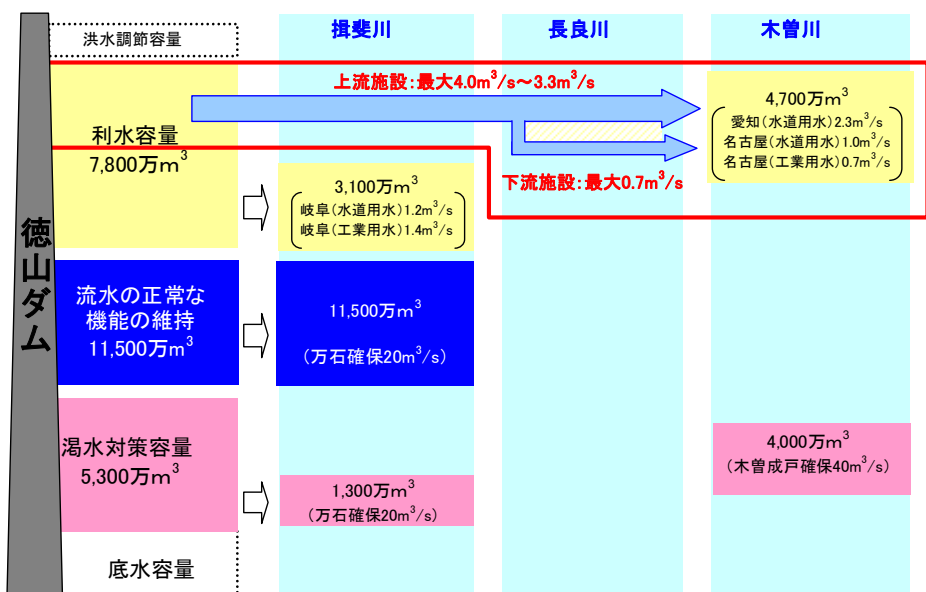 揖斐川
長良川
木曽川
洪水調節容量
上流施設：最大4.0m³/s～3.3m³/s
4,700万m³
愛知（水道用水）2.3m³/s
名古屋（水道用水）1.0m³/s
名古屋（工業用水）0.7m³/s
利水容量
7,800万m³
下流施設：最大0.7m³/s
3,100万m³
岐阜（水道用水）1.2m³/s
岐阜（工業用水）1.4m³/s
徳山ダム
流水の正常な
機能の維持
11,500万m³
11,500万m³
（万石確保20m³/s）
渇水対策容量
5,300万m³
4,000万m³
（木曽成戸確保40m³/s）
1,300万m³
（万石確保20m³/s）
底水容量